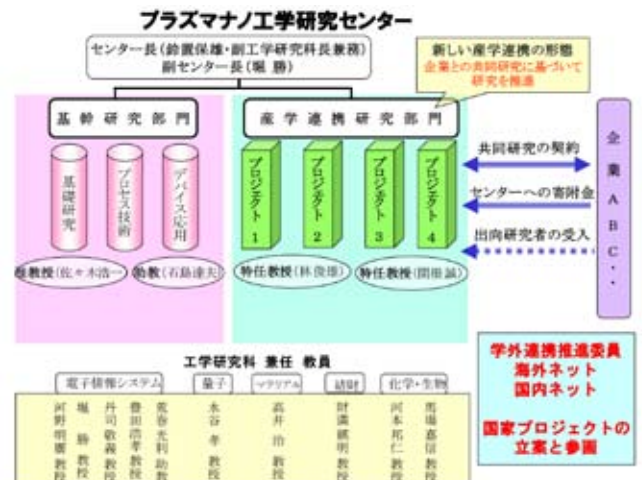 プラズマナノ工学研究センター
センター長(鈴置保雄・副工学研究科長兼務)
副センター長(堀 勝)
新しい産学連携の形態
企業との共同研究に基づいて
研究を推進
基幹研究部門
産学連携研究部門
基礎研究
プロセス技術
デバイス応用
プロジェクト1
プロジェクト2
プロジェクト3
プロジェクト4
教授(佐々木浩一)
助教(石島達夫)
特任教授(林俊雄)
特任教授(関根誠)
共同研究の契約
センターへの寄附金
出向研究者の受入
企業ABC・・
工学研究科 兼任 教員
電子情報システム
量子
マテリアル
結晶
化学・生物
河野明廣 教授
堀 勝 教授
丹司敬義 教授
豊田浩孝 教授
荒巻光利 助教
水谷 孝 教授
高井 治 教授
財満鎭明 教授
河本邦仁 教授
馬場嘉信 教授
学外連携推進委員
海外ネット
国内ネット
国家プロジェクトの
立案と参画